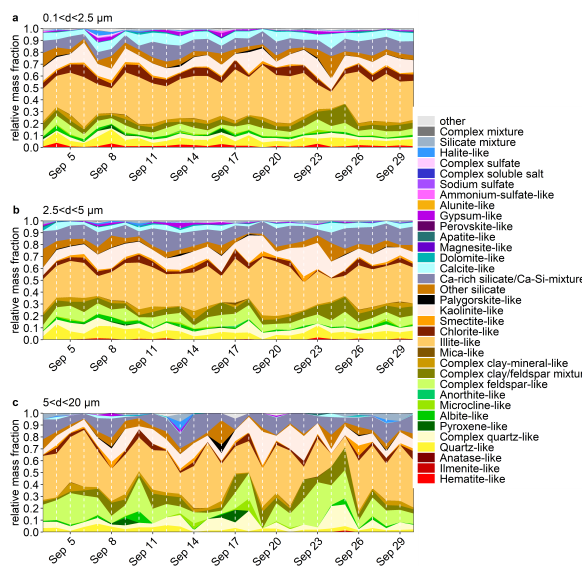 a 0.1<d<2.5 µm
relative mass fraction
1.0
0.9
0.8
0.7
0.6
0.5
0.4
0.3
0.2
0.1
0.0
Sep 5
Sep 8
Sep 11
Sep 14
Sep 17
Sep 20
Sep 23
Sep 26
Sep 29
b 2.5<d<5 µm
relative mass fraction
1.0
0.9
0.8
0.7
0.6
0.5
0.4
0.3
0.2
0.1
0.0
Sep 5
Sep 8
Sep 11
Sep 14
Sep 17
Sep 20
Sep 23
Sep 26
Sep 29
c 5<d<20 µm
relative mass fraction
1.0
0.9
0.8
0.7
0.6
0.5
0.4
0.3
0.2
0.1
0.0
Sep 5
Sep 8
Sep 11
Sep 14
Sep 17
Sep 20
Sep 23
Sep 26
Sep 29
other
Complex mixture
Silicate mixture
Halite-like
Complex sulfate
Complex soluble salt
Sodium sulfate
Ammonium-sulfate-like
Alunite-like
Gypsum-like
Perovskite-like
Apatite-like
Magnesite-like
Dolomite-like
Calcite-like
Ca-rich silicate/Ca-Si-mixture
Other silicate
Palygorskite-like
Kaolinite-like
Smectite-like
Chlorite-like
Illite-like
Mica-like
Complex clay-mineral-like
Complex clay/feldspar mixtur
Complex feldspar-like
Anorthite-like
Microcline-like
Albite-like
Pyroxene-like
Complex quartz-like
Quartz-like
Anatase-like
Ilmenite-like
Hematite-like